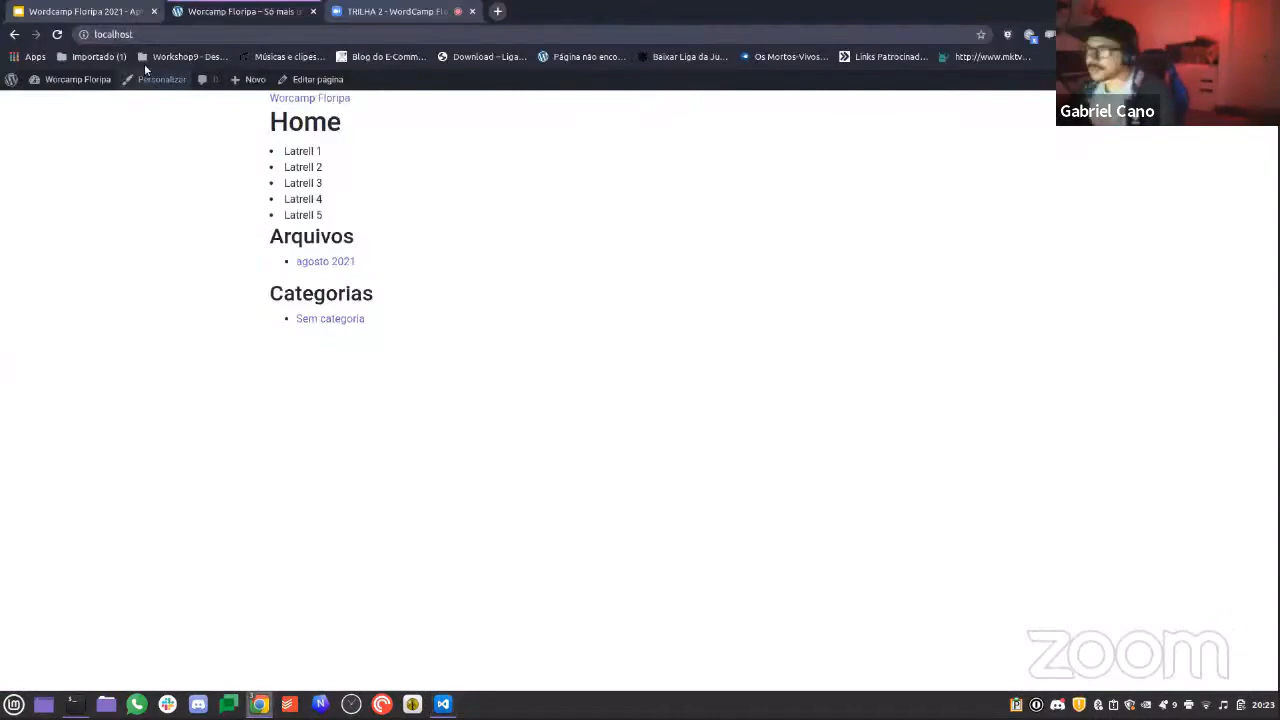 Wordcamp Floripa 2021 - Ap
Worcamp Floripa – Só mais
TRILHA 2 - WordCamp Flo
localhost
Apps
Importado (1)
Workshop9 - Des...
Músicas e clipes...
Blog do E-Comm...
Download – Liga...
Página não enco...
Baixar Liga da Ju...
Os Mortos-Vivos...
Links Patrocinad...
http://www.mktv...
Worcamp Floripa
Personalizar
0
Novo
Editar página
Gabriel Cano
Worcamp Floripa
Home
Latrell 1
Latrell 2
Latrell 3
Latrell 4
Latrell 5
Arquivos
agosto 2021
Categorias
Sem categoria
zoom
9
20:23